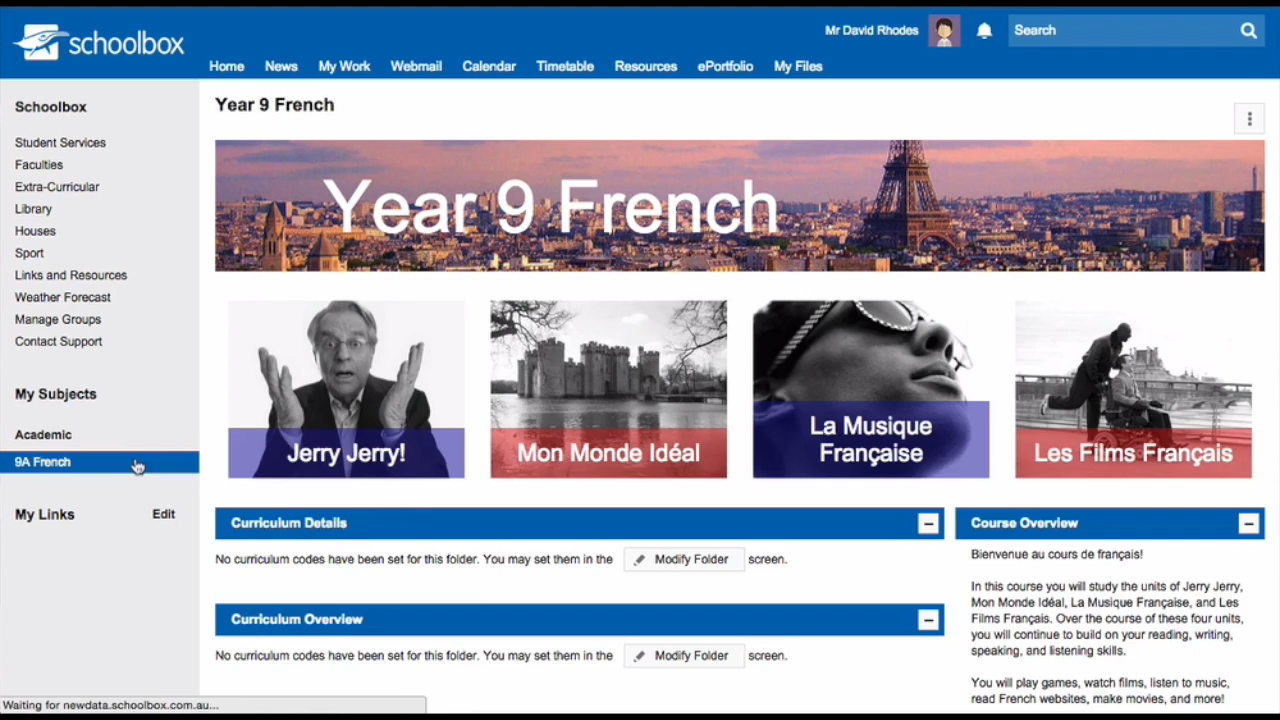 schoolbox
Mr David Rhodes
Search
Home News My Work Webmail Calendar Timetable Resources ePortfolio My Files
Schoolbox
Student Services
Faculties
Extra-Curricular
Library
Houses
Sport
Links and Resources
Weather Forecast
Manage Groups
Contact Support
My Subjects
Academic
9A French
My Links Edit
Year 9 French
Year 9 French
Jerry Jerry!
Mon Monde Idéal
La Musique
Française
Les Films Français
Curriculum Details
No curriculum codes have been set for this folder. You may set them in the Modify Folder screen.
Curriculum Overview
No curriculum codes have been set for this folder. You may set them in the Modify Folder screen.
Course Overview
Bienvenue au cours de français!
In this course you will study the units of Jerry Jerry,
Mon Monde Idéal, La Musique Française, and Les
Films Français. Over the course of these four units,
you will continue to build on your reading, writing,
speaking, and listening skills.
You will play games, watch films, listen to music,
read French websites, make movies, and more!
Waiting for newdata.schoolbox.com.au...